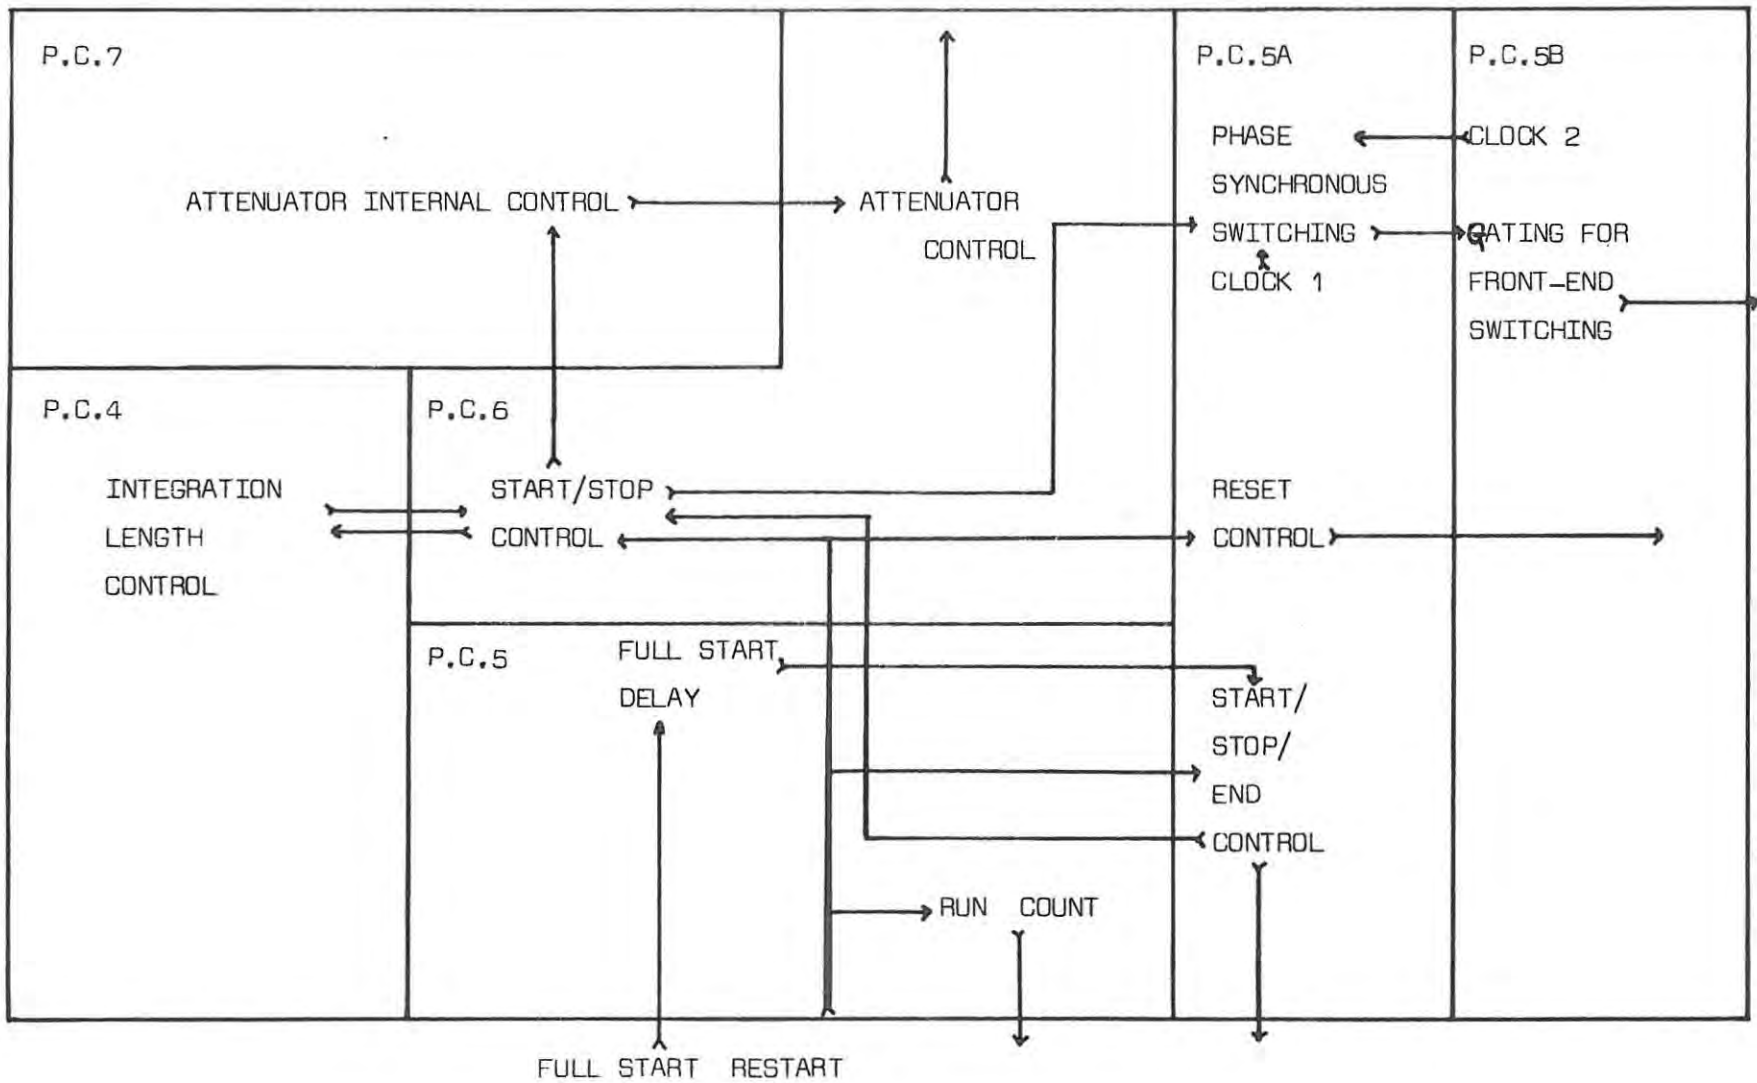 P.C.7
ATTENUATOR INTERNAL CONTROL
ATTENUATOR
CONTROL
P.C.5A
PHASE
SYNCHRONOUS
SWITCHING
CLOCK 1
P.C.5B
CLOCK 2
GATING FOR
FRONT-END
SWITCHING
P.C.4
INTEGRATION
LENGTH
CONTROL
P.C.6
START/STOP
CONTROL
RESET
CONTROL
P.C.5
FULL START
DELAY
START/
STOP/
END
CONTROL
RUN COUNT
FULL START RESTART